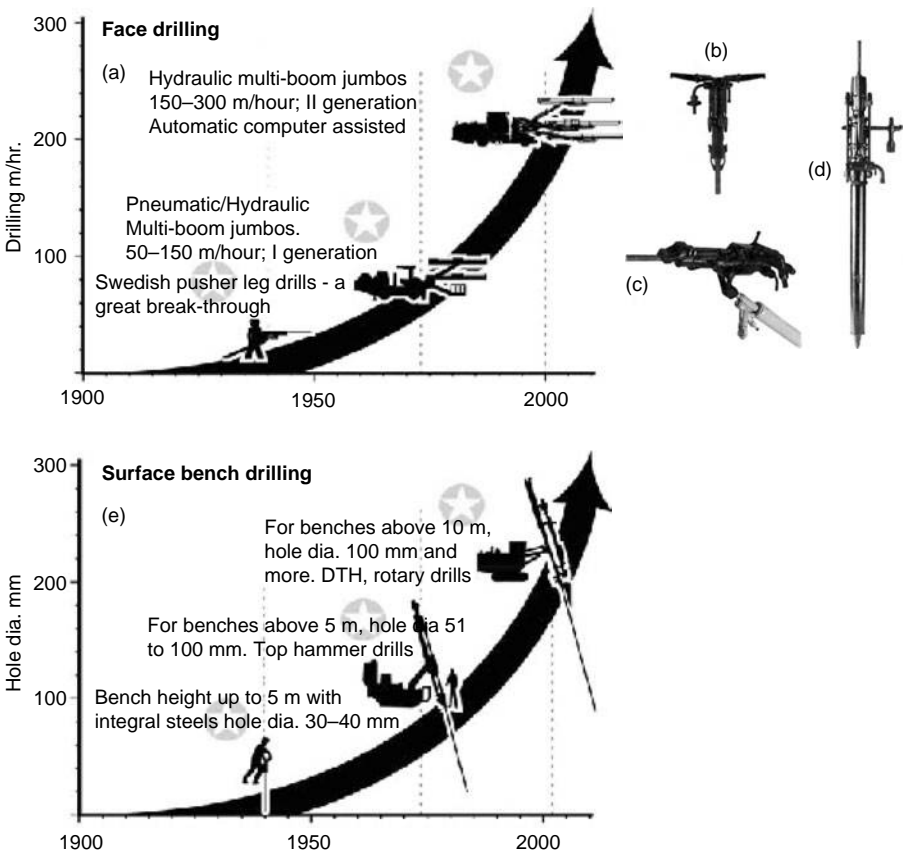 300
Face drilling
(a)
Hydraulic multi-boom jumbos
150–300 m/hour; II generation
Automatic computer assisted
200
Drilling m/hr.
Pneumatic/Hydraulic
Multi-boom jumbos.
50–150 m/hour; I generation
100
Swedish pusher leg drills - a
great break-through
1900
1950
2000
(b)
(c)
(d)
300
Surface bench drilling
(e)
For benches above 10 m,
hole dia. 100 mm and
more. DTH, rotary drills
200
Hole dia. mm
For benches above 5 m, hole dia 51
to 100 mm. Top hammer drills
100
Bench height up to 5 m with
integral steels hole dia. 30–40 mm
1900
1950
2000